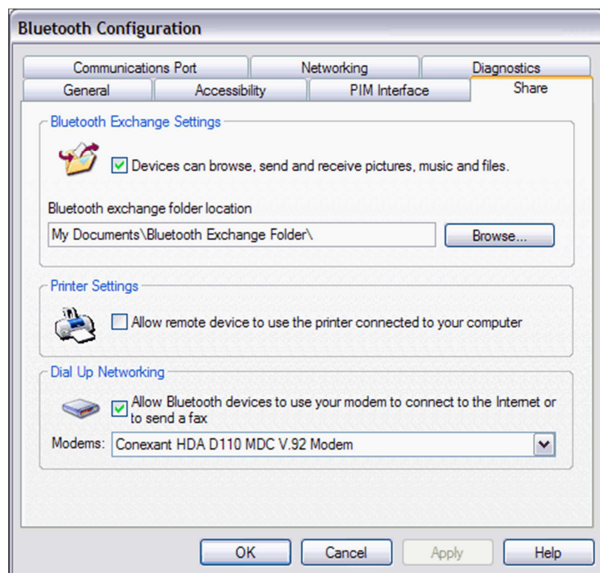 Bluetooth Configuration
Communications Port Networking Diagnostics
General Accessibility PIM Interface Share
Bluetooth Exchange Settings
Devices can browse, send and receive pictures, music and files.
Bluetooth exchange folder location
My Documents\Bluetooth Exchange Folder\ Browse...
Printer Settings
Allow remote device to use the printer connected to your computer
Dial Up Networking
Allow Bluetooth devices to use your modem to connect to the Internet or
to send a fax
Modems: Conexant HDA D110 MDC V.92 Modem
OK Cancel Apply Help